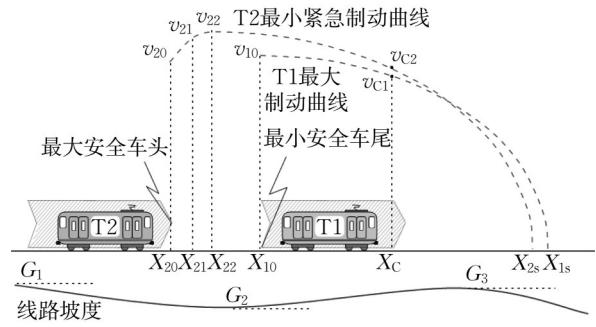 T2最小紧急制动曲线
v22
v21
v20
v10
vC2
T1最大
制动曲线
vC1
最大安全车头
最小安全车尾
T2
T1
X20 X21 X22 X10 XC X2s X1s
G1
G2
G3
线路坡度